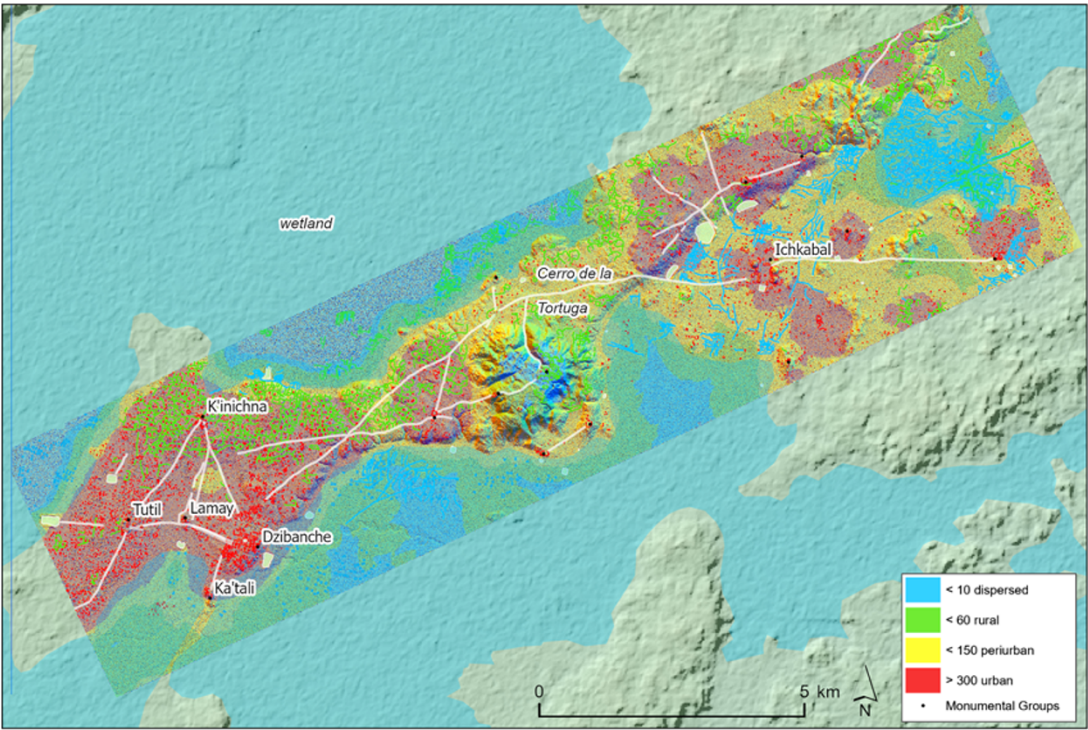 wetland
Ichkabal
Cerro de la
Tortuga
K'inichna
Tutil
Lamay
Dzibanche
Ka'tali
< 10 dispersed
< 60 rural
< 150 periurban
> 300 urban
Monumental Groups
0
5 km
N